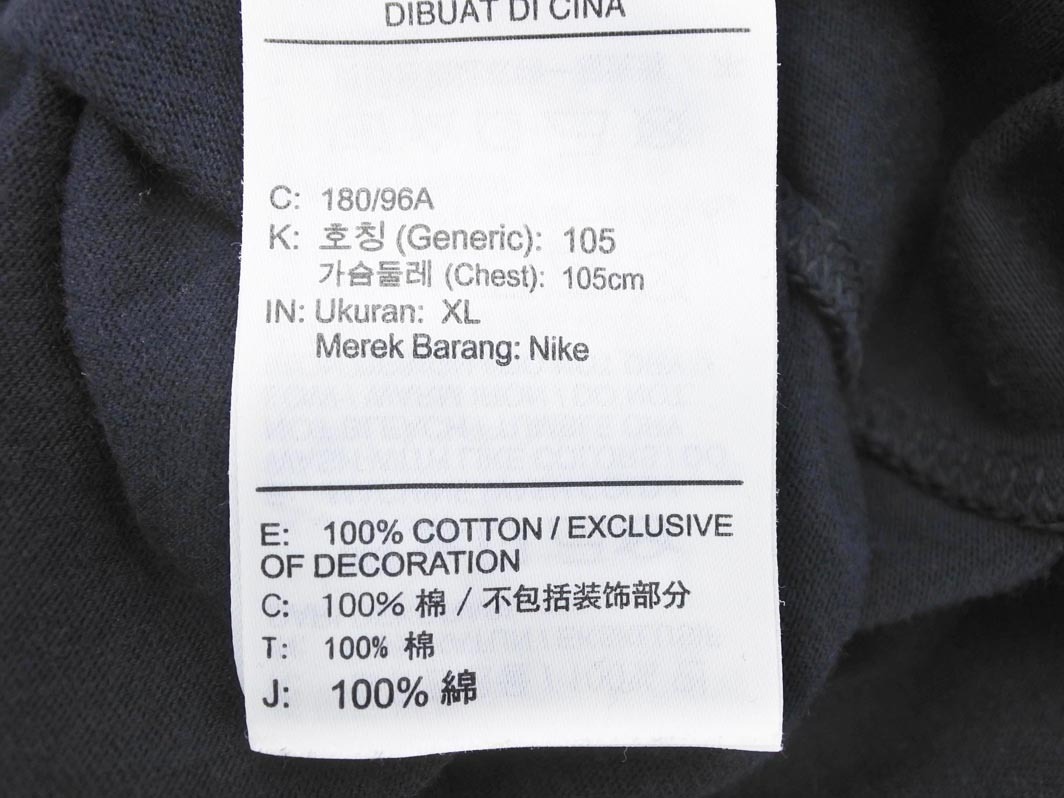 DIBUAT DI CINA
C: 180/96A
K: 호칭 (Generic): 105
가슴둘레 (Chest): 105cm
IN: Ukuran: XL
Merek Barang: Nike
E: 100% COTTON / EXCLUSIVE
OF DECORATION
C: 100% 棉 / 不包括装饰部分
T: 100% 棉
J: 100% 綿